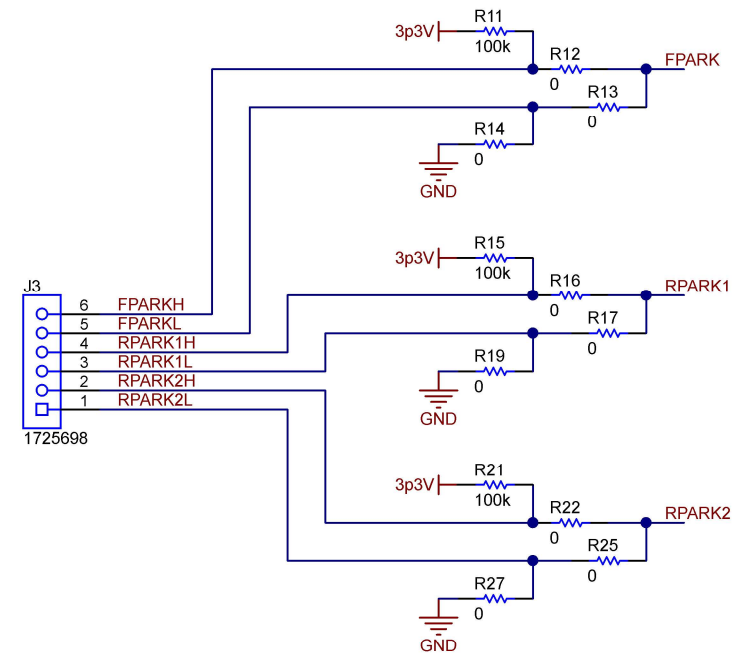 R11
3p3V
100k
R12
FPARK
0
R13
0
R14
0
GND
R15
3p3V
100k
R16
RPARK1
0
R17
0
R19
0
GND
J3
6 FPARKH
5 FPARKL
4 RPARK1H
3 RPARK1L
2 RPARK2H
1 RPARK2L
1725698
R21
3p3V
100k
R22
RPARK2
0
R25
0
R27
0
GND